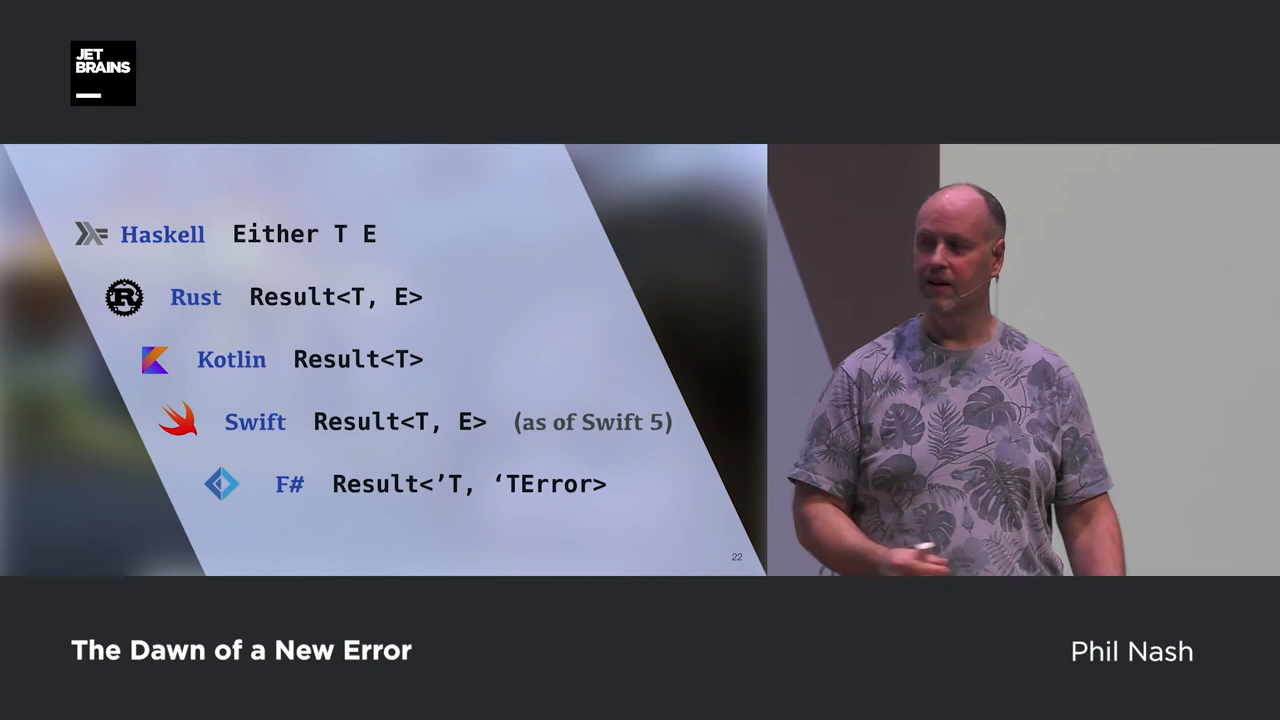 JET
BRAINS
Haskell Either T E
R Rust Result<T, E>
Kotlin Result<T>
Swift Result<T, E> (as of Swift 5)
F# Result<’T, ‘TError>
22
The Dawn of a New Error
Phil Nash